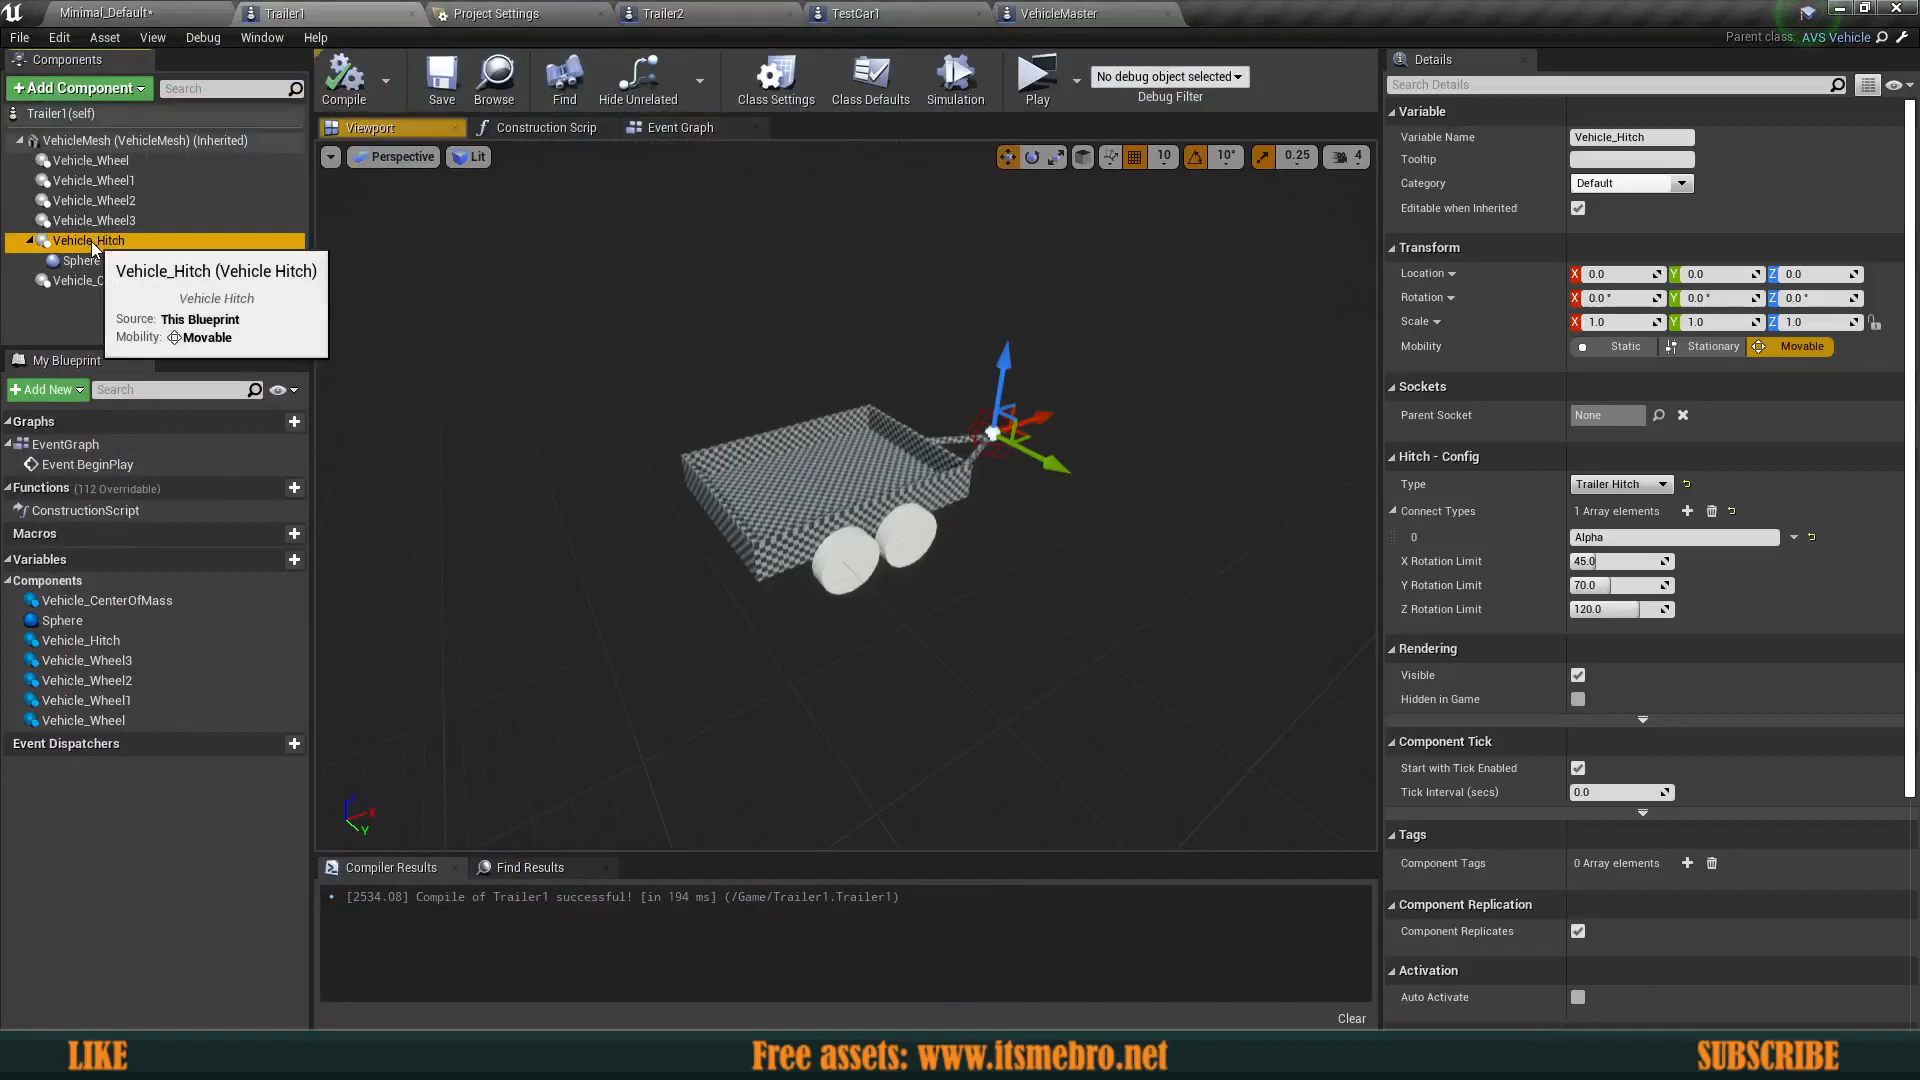 Minimal_Default*
Trailer1
Project Settings
Trailer2
TestCar1
VehicleMaster
File Edit Asset View Debug Window Help
Parent class: AVS Vehicle
Components
+Add Component
Search
Trailer1(self)
VehicleMesh (VehicleMesh) (Inherited)
Vehicle_Wheel
Vehicle_Wheel1
Vehicle_Wheel2
Vehicle_Wheel3
Vehicle_Hitch
Sphere
Vehicle_C
Vehicle_Hitch (Vehicle Hitch)
Vehicle Hitch
Source: This Blueprint
Mobility: Movable
My Blueprint
+Add New
Search
Graphs
EventGraph
Event BeginPlay
Functions (112 Overridable)
ConstructionScript
Macros
Variables
Components
Vehicle_CenterOfMass
Sphere
Vehicle_Hitch
Vehicle_Wheel3
Vehicle_Wheel2
Vehicle_Wheel1
Vehicle_Wheel
Event Dispatchers
Compile
Save
Browse
Find
Hide Unrelated
Class Settings
Class Defaults
Simulation
Play
No debug object selected
Debug Filter
Viewport
Construction Scrip
Event Graph
Perspective
Lit
10
10°
0.25
4
Z
X
Y
Compiler Results
Find Results
[2534.08] Compile of Trailer1 successful! [in 194 ms] (/Game/Trailer1.Trailer1)
Clear
Details
Search Details
Variable
Variable Name Vehicle_Hitch
Tooltip
Category Default
Editable when Inherited
Transform
Location X 0.0 Y 0.0 Z 0.0
Rotation X 0.0 ° Y 0.0 ° Z 0.0 °
Scale X 1.0 Y 1.0 Z 1.0
Mobility Static Stationary Movable
Sockets
Parent Socket None
Hitch - Config
Type Trailer Hitch
Connect Types 1 Array elements
0 Alpha
X Rotation Limit 45.0
Y Rotation Limit 70.0
Z Rotation Limit 120.0
Rendering
Visible
Hidden in Game
Component Tick
Start with Tick Enabled
Tick Interval (secs) 0.0
Tags
Component Tags 0 Array elements
Component Replication
Component Replicates
Activation
Auto Activate
LIKE
Free assets: www.itsmebro.net
SUBSCRIBE